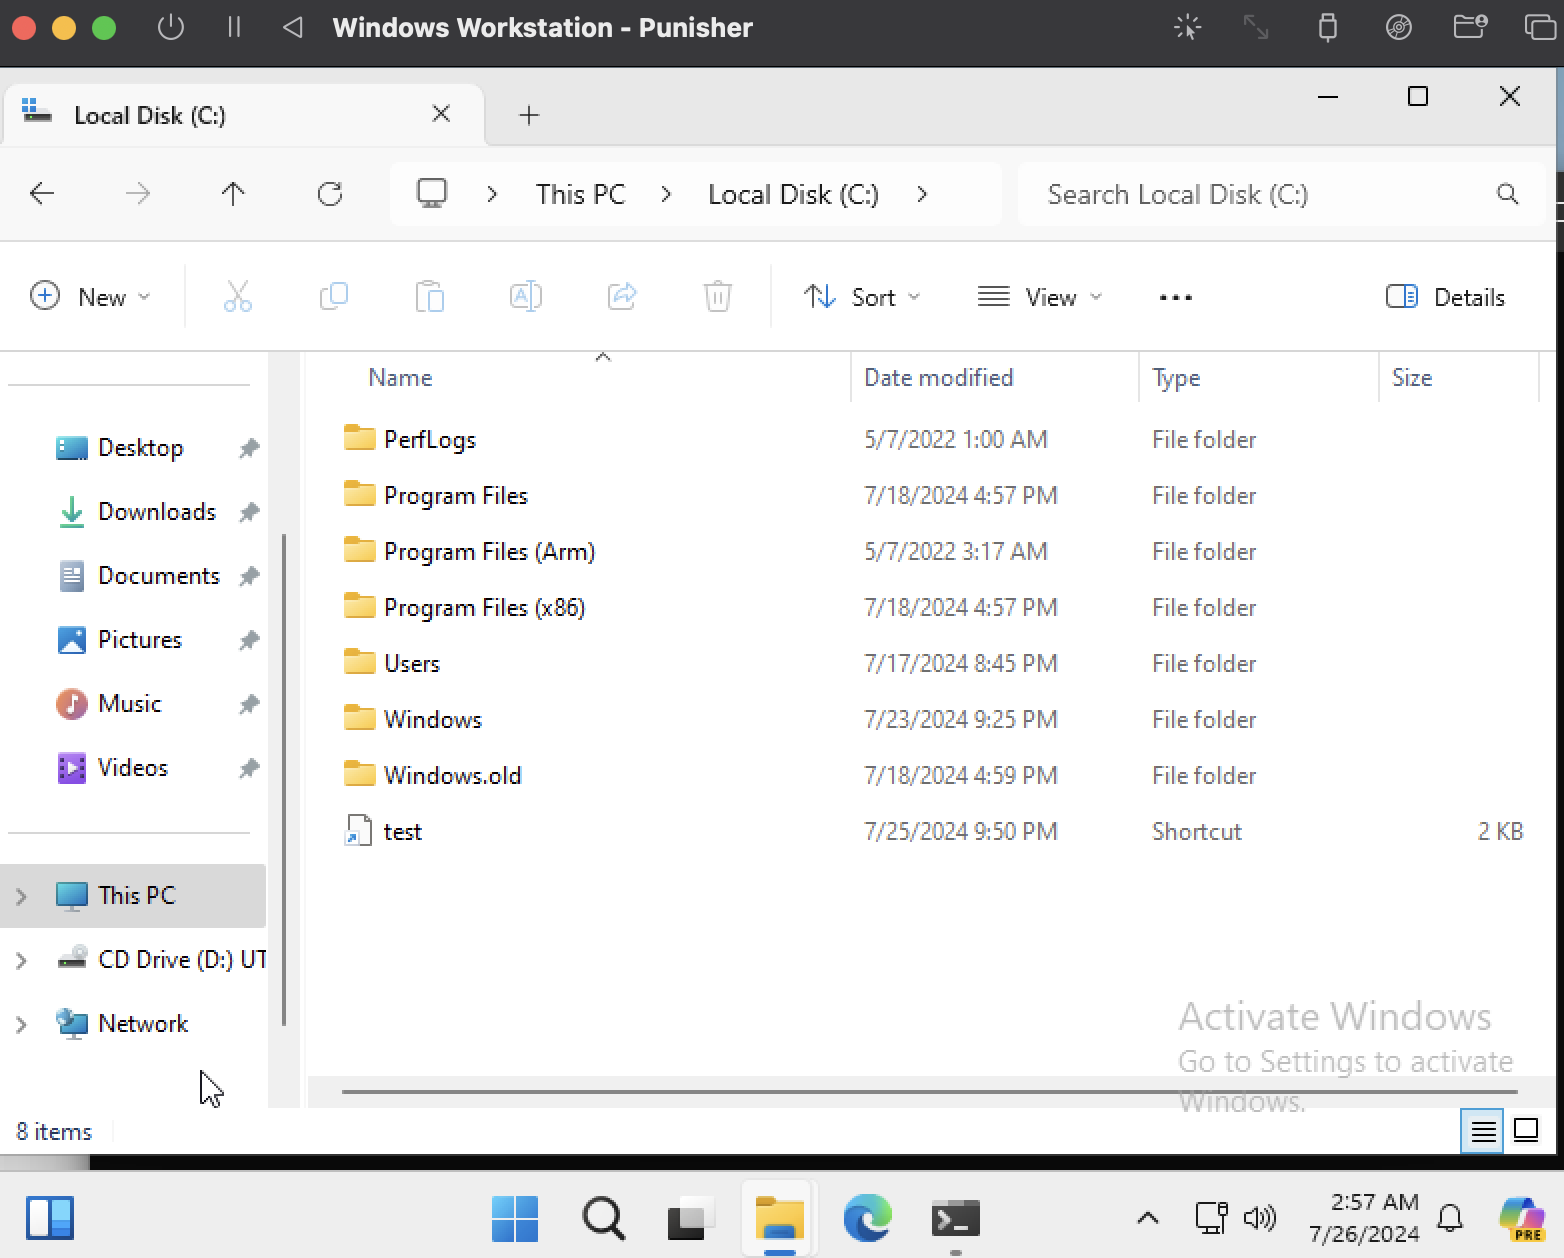 Windows Workstation - Punisher
Local Disk (C:)
This PC
Local Disk (C:)
Search Local Disk (C:)
New
Sort
View
Details
Name
Date modified
Type
Size
Desktop
Downloads
Documents
Pictures
Music
Videos
This PC
CD Drive (D:) UT
Network
PerfLogs 5/7/2022 1:00 AM File folder
Program Files 7/18/2024 4:57 PM File folder
Program Files (Arm) 5/7/2022 3:17 AM File folder
Program Files (x86) 7/18/2024 4:57 PM File folder
Users 7/17/2024 8:45 PM File folder
Windows 7/23/2024 9:25 PM File folder
Windows.old 7/18/2024 4:59 PM File folder
test 7/25/2024 9:50 PM Shortcut 2 KB
Activate Windows
Go to Settings to activate
Windows.
8 items
2:57 AM
7/26/2024
PRE